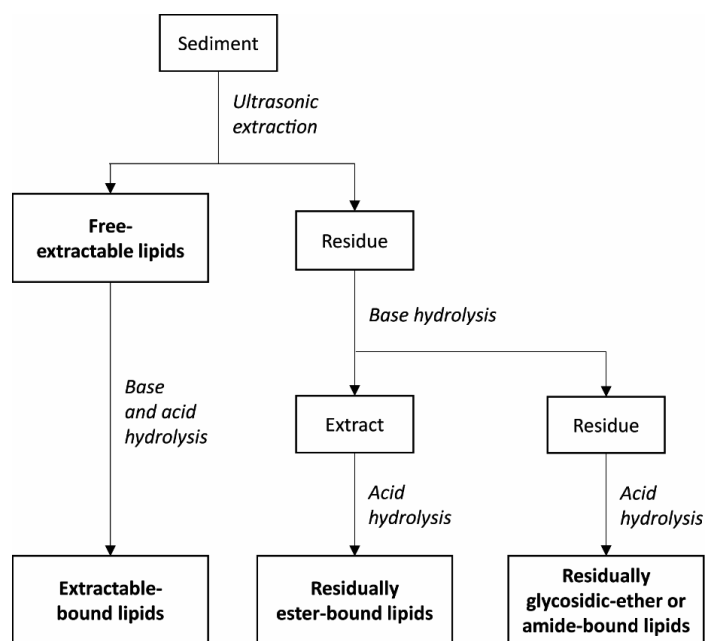 Sediment
Ultrasonic
extraction
Free-
extractable lipids
Residue
Base hydrolysis
Base
and acid
hydrolysis
Extract
Residue
Acid
hydrolysis
Acid
hydrolysis
Extractable-
bound lipids
Residually
ester-bound lipids
Residually
glycosidic-ether or
amide-bound lipids